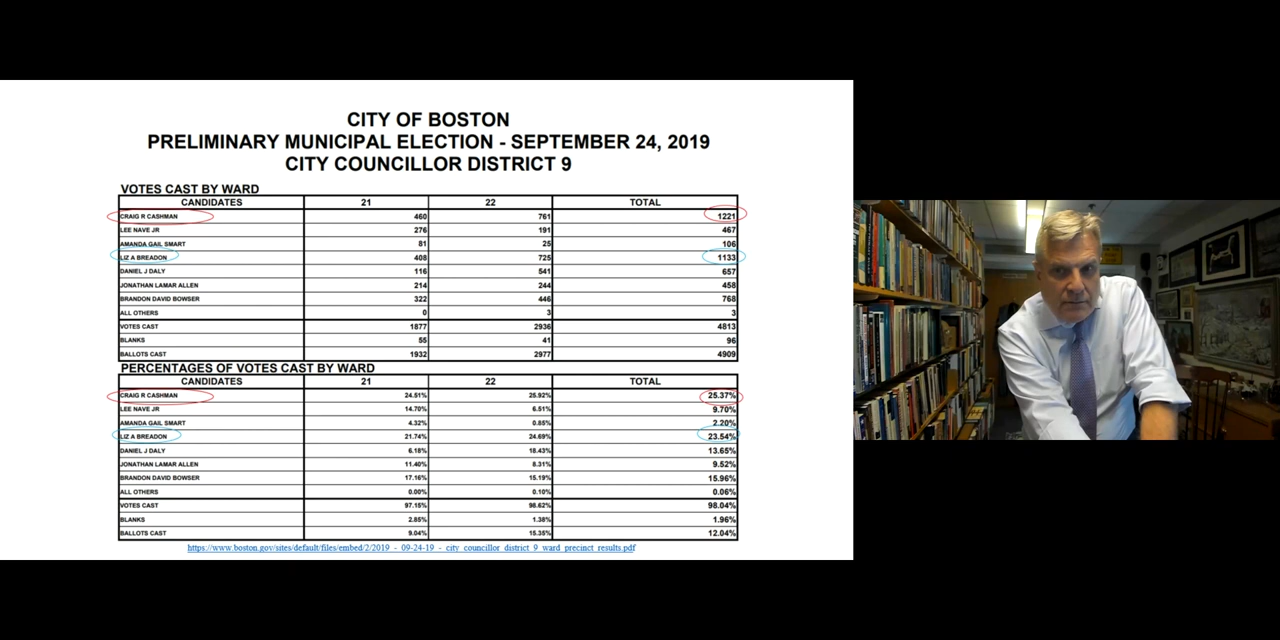 CITY OF BOSTON
PRELIMINARY MUNICIPAL ELECTION - SEPTEMBER 24, 2019
CITY COUNCILLOR DISTRICT 9
VOTES CAST BY WARD
CANDIDATES 21 22 TOTAL
CRAIG R CASHMAN 460 761 1221
LEE NAVE JR 276 191 467
AMANDA GAIL SMART 81 25 106
LIZ A BREADON 408 725 1133
DANIEL J DALY 116 541 657
JONATHAN LAMAR ALLEN 214 244 458
BRANDON DAVID BOWSER 322 446 768
ALL OTHERS 0 3 3
VOTES CAST 1877 2936 4813
BLANKS 55 41 96
BALLOTS CAST 1932 2977 4909
PERCENTAGES OF VOTES CAST BY WARD
CANDIDATES 21 22 TOTAL
CRAIG R CASHMAN 24.51% 25.92% 25.37%
LEE NAVE JR 14.70% 6.51% 9.70%
AMANDA GAIL SMART 4.32% 0.85% 2.20%
LIZ A BREADON 21.74% 24.69% 23.54%
DANIEL J DALY 6.18% 18.43% 13.65%
JONATHAN LAMAR ALLEN 11.40% 8.31% 9.52%
BRANDON DAVID BOWSER 17.16% 15.19% 15.96%
ALL OTHERS 0.00% 0.10% 0.06%
VOTES CAST 97.15% 98.62% 98.04%
BLANKS 2.85% 1.38% 1.96%
BALLOTS CAST 9.04% 15.35% 12.04%
https://www.boston.gov/sites/default/files/embed/2/2019_-_09-24-19_-_city_councillor_district_9_ward_precinct_results.pdf